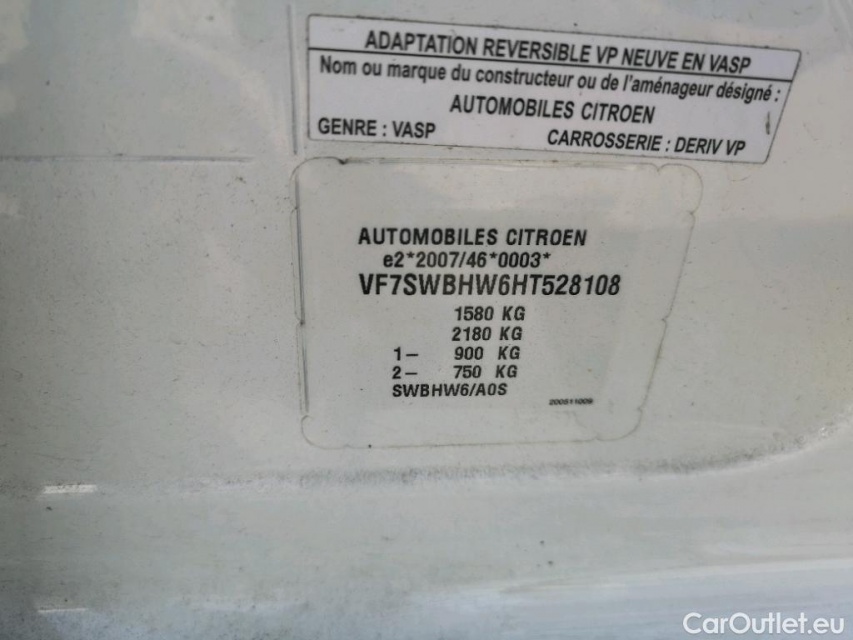 ADAPTATION REVERSIBLE VP NEUVE EN VASP
Nom ou marque du constructeur ou de l'aménageur désigné :
AUTOMOBILES CITROEN
GENRE : VASP CARROSSERIE : DERIV VP
AUTOMOBILES CITROEN
e2*2007/46*0003*
VF7SWBHW6HT528108
1580 KG
2180 KG
1– 900 KG
2– 750 KG
SWBHW6/A0S
CarOutlet.eu